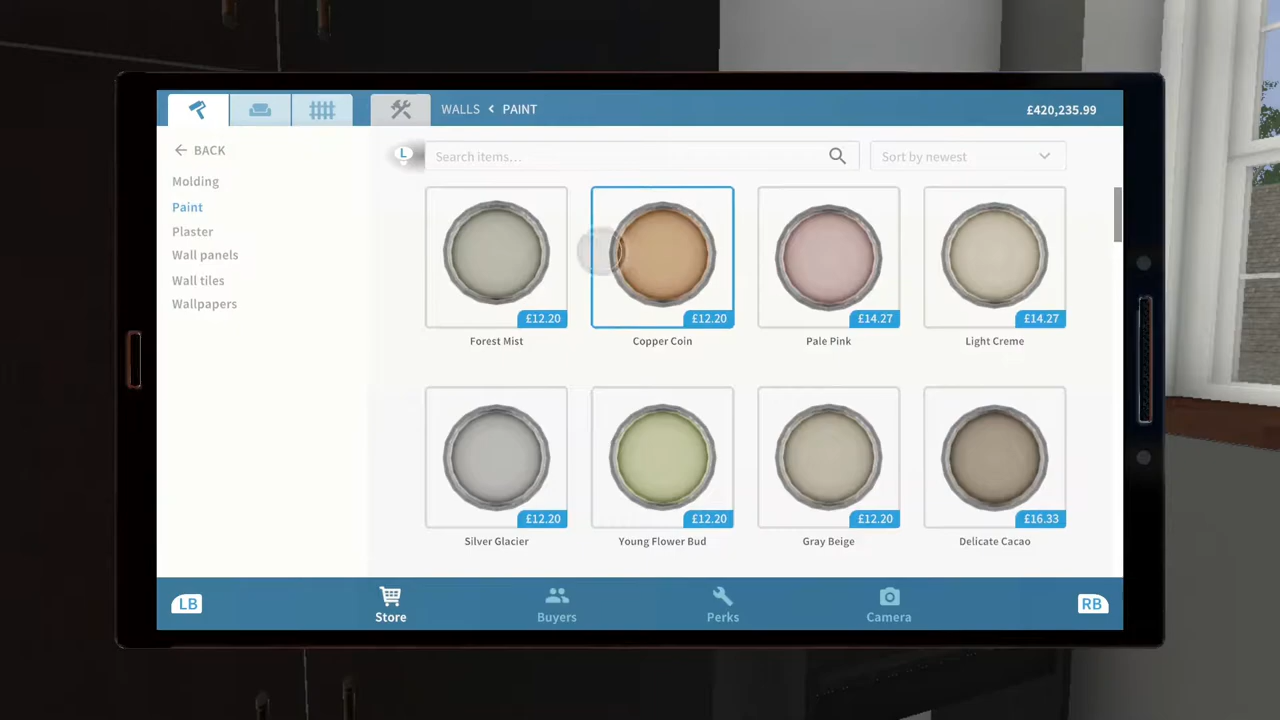 WALLS < PAINT
£420,235.99
BACK
L
Search items...
Sort by newest
Molding
Paint
Plaster
Wall panels
Wall tiles
Wallpapers
£12.20
£12.20
£14.27
£14.27
Forest Mist
Copper Coin
Pale Pink
Light Creme
£12.20
£12.20
£12.20
£16.33
Silver Glacier
Young Flower Bud
Gray Beige
Delicate Cacao
LB
Store
Buyers
Perks
Camera
RB